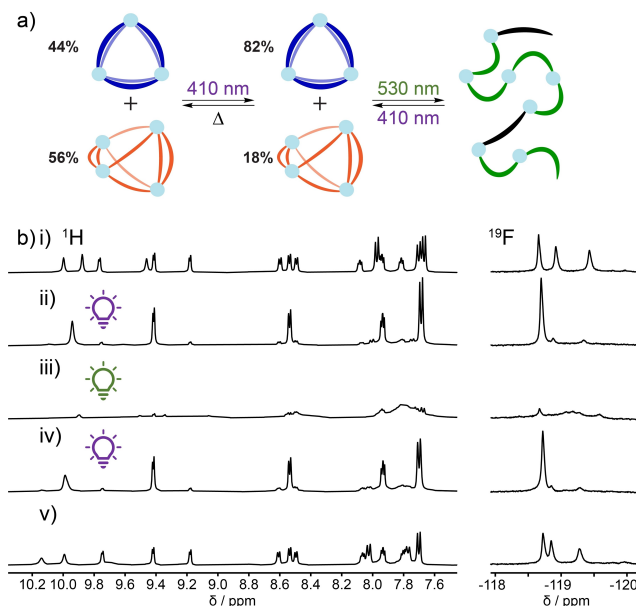 a)
44%
82%
410 nm
530 nm
+
+
Δ
410 nm
56%
18%
b) i) ¹H
¹⁹F
ii)
iii)
iv)
v)
10.2 10.0 9.8 9.6 9.4 9.2 9.0 8.8 8.6 8.4 8.2 8.0 7.8 7.6
-118 -119 -120
δ / ppm
δ / ppm